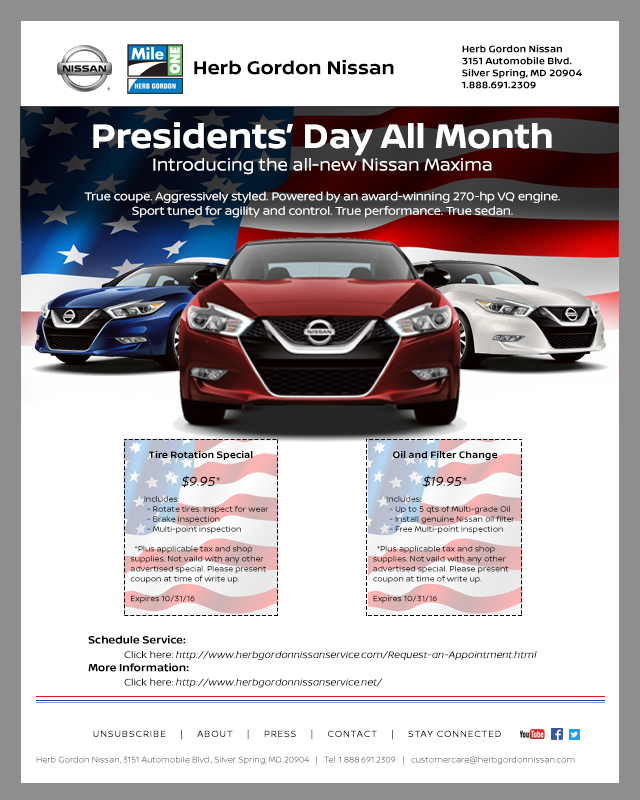 NISSAN
Mile ONE
HERB GORDON
Herb Gordon Nissan
Herb Gordon Nissan
3151 Automobile Blvd.
Silver Spring, MD 20904
1.888.691.2309
Presidents' Day All Month
Introducing the all-new Nissan Maxima
True coupe. Aggressively styled. Powered by an award-winning 270-hp VQ engine.
Sport tuned for agility and control. True performance. True sedan.
NISSAN
Tire Rotation Special
$9.95*
Includes:
- Rotate tires. Inspect for wear
- Brake inspection
- Multi-point inspection
*Plus applicable tax and shop
supplies. Not vaild with any other
advertised special. Please present
coupon at time of write up.
Expires 10/31/16
Oil and Filter Change
$19.95*
Includes:
- Up to 5 qts of Multi-grade Oil
- Install genuine Nissan oil filter
- Free Multi-point inspection
*Plus applicable tax and shop
supplies. Not vaild with any other
advertised special. Please present
coupon at time of write up.
Expires 10/31/16
Schedule Service:
Click here: http://www.herbgordonnissanservice.com/Request-an-Appointment.html
More Information:
Click here: http://www.herbgordonnissanservice.net/
UNSUBSCRIBE | ABOUT | PRESS | CONTACT | STAY CONNECTED YouTube
Herb Gordon Nissan, 3151 Automobile Blvd., Silver Spring, MD 20904 | Tel: 1.888.691.2309 | customercare@herbgordonnissan.com